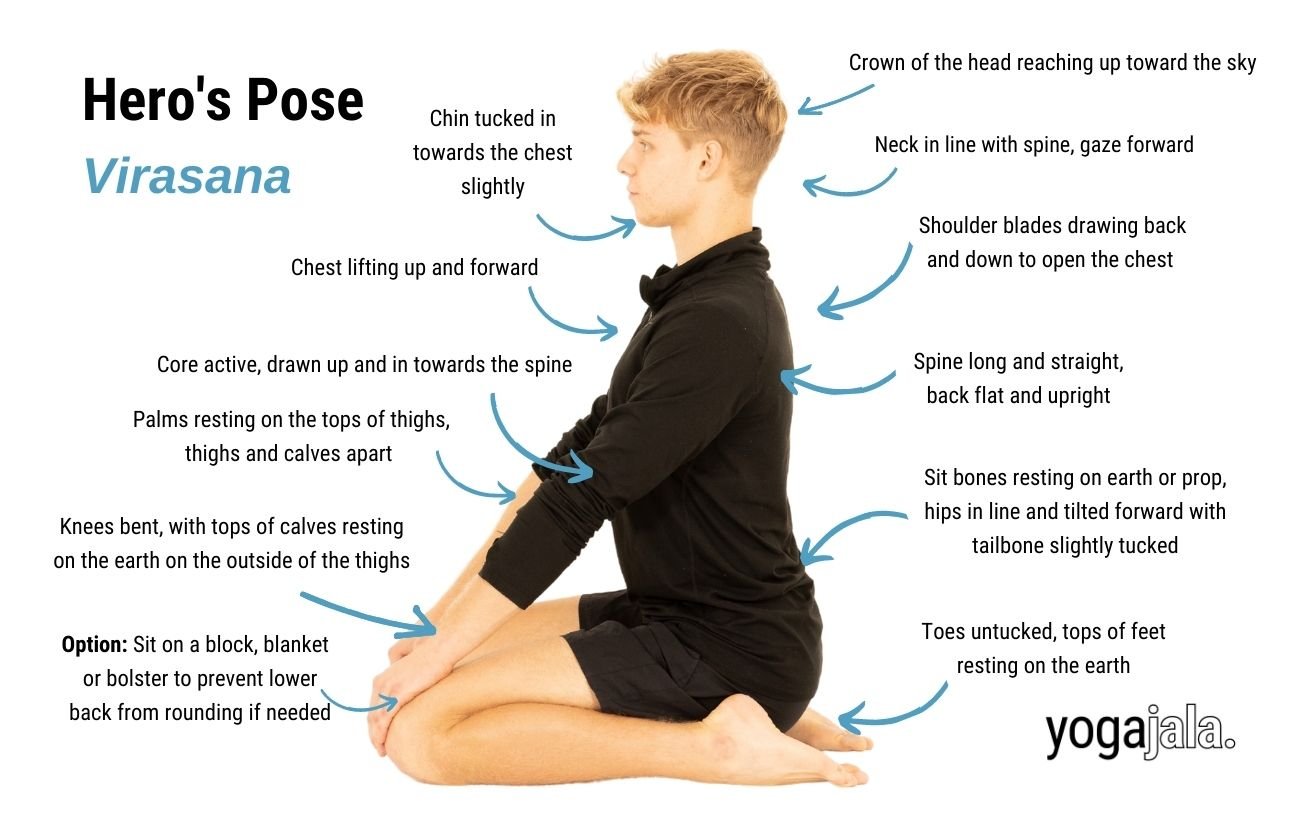 Hero's Pose
Virasana
Chin tucked in
towards the chest
slightly
Chest lifting up and forward
Core active, drawn up and in towards the spine
Palms resting on the tops of thighs,
thighs and calves apart
Knees bent, with tops of calves resting
on the earth on the outside of the thighs
Option: Sit on a block, blanket
or bolster to prevent lower
back from rounding if needed
Crown of the head reaching up toward the sky
Neck in line with spine, gaze forward
Shoulder blades drawing back
and down to open the chest
Spine long and straight,
back flat and upright
Sit bones resting on earth or prop,
hips in line and tilted forward with
tailbone slightly tucked
Toes untucked, tops of feet
resting on the earth
yogajala.